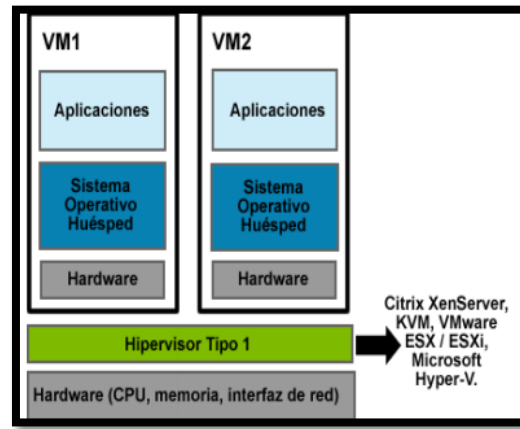 VM1
Aplicaciones
Sistema
Operativo
Huésped
Hardware
VM2
Aplicaciones
Sistema
Operativo
Huésped
Hardware
Hipervisor Tipo 1
Citrix XenServer,
KVM, VMware
ESX / ESXi,
Microsoft
Hyper-V.
Hardware (CPU, memoria, interfaz de red)